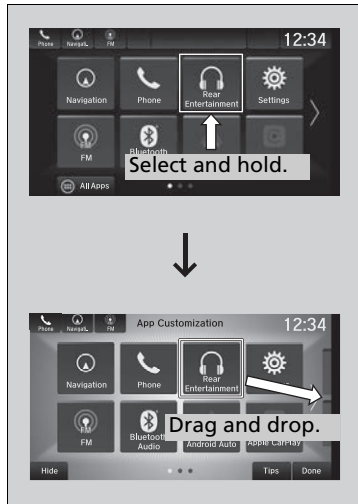 Phone Navigati.. FM 12:34
Navigation Phone Rear Entertainment Settings
FM Bluetooth
Select and hold.
All Apps
Phone Navigati.. FM App Customization 12:34
Navigation Phone Rear Entertainment
FM Bluetooth Audio Android Auto Apple CarPlay
Drag and drop.
Hide Tips Done